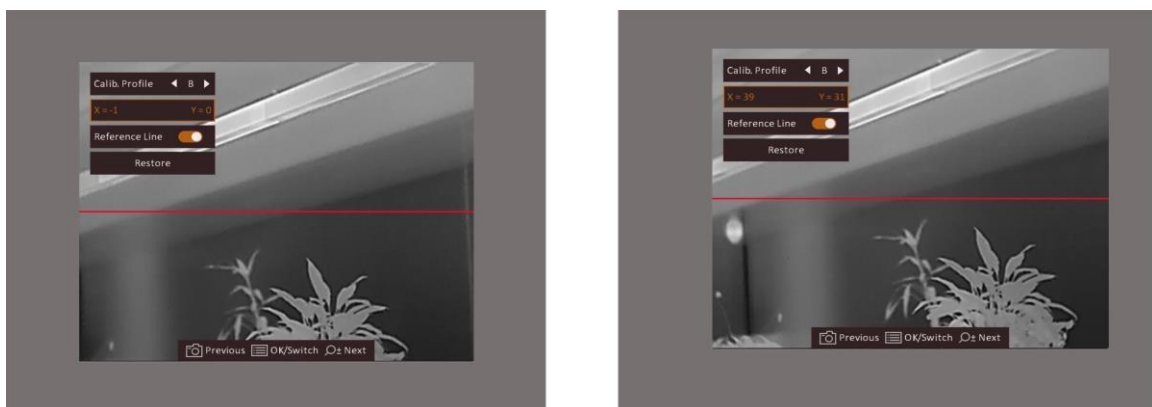 Calib. Profile ◀ B ▶
X = -1 Y = 0
Reference Line
Restore
Previous OK/Switch Next
Calib. Profile ◀ B ▶
X = 39 Y = 31
Reference Line
Restore
Previous OK/Switch Next